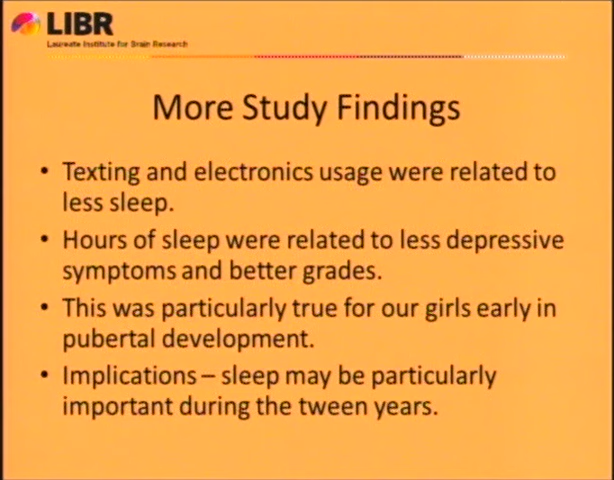 LIBR
Laureate Institute for Brain Research
More Study Findings
• Texting and electronics usage were related to
less sleep.
• Hours of sleep were related to less depressive
symptoms and better grades.
• This was particularly true for our girls early in
pubertal development.
• Implications – sleep may be particularly
important during the tween years.